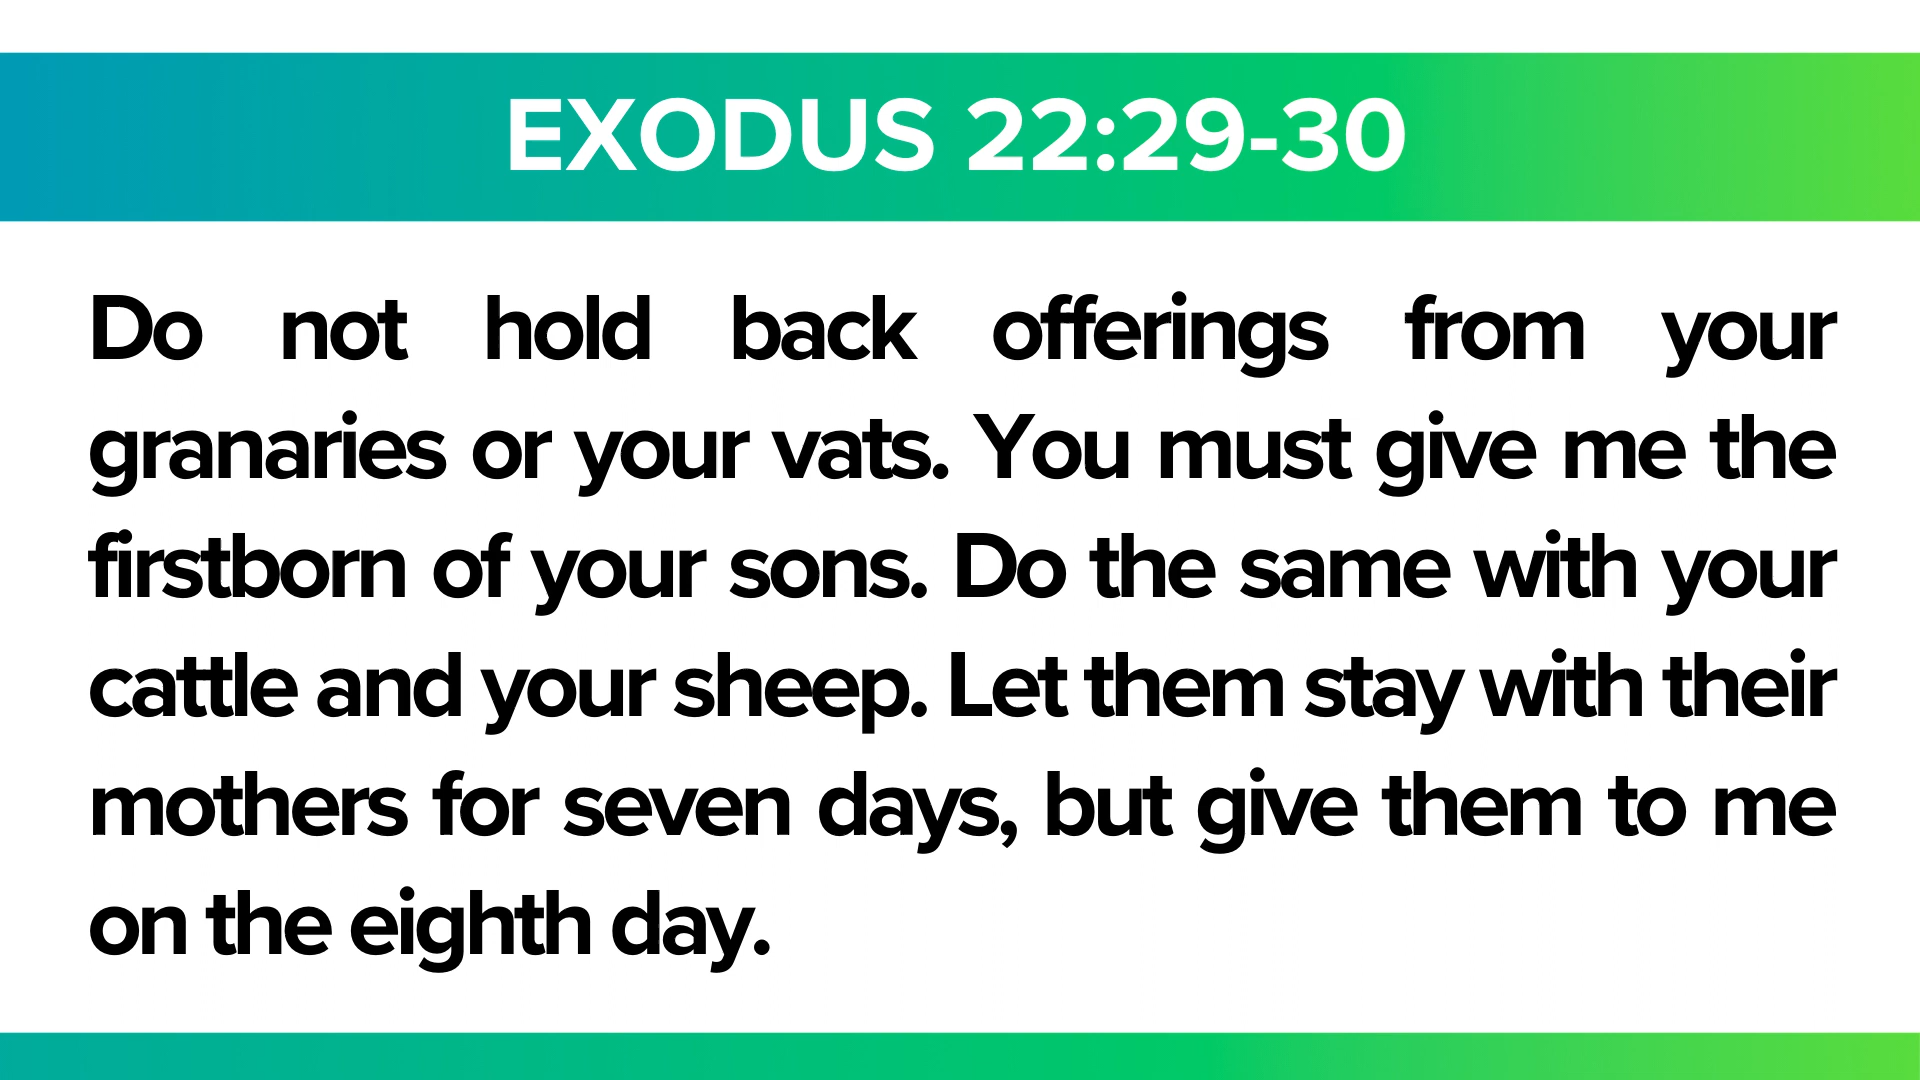 EXODUS 22:29-30
Do not hold back offerings from your
granaries or your vats. You must give me the
firstborn of your sons. Do the same with your
cattle and your sheep. Let them stay with their
mothers for seven days, but give them to me
on the eighth day.